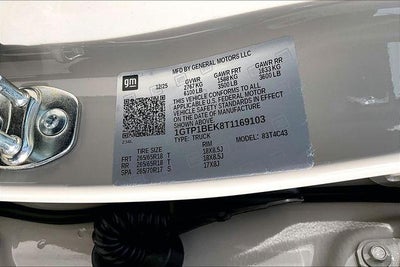 MFD BY GENERAL MOTORS LLC
gm
12/25
GVWR GAWR FRT GAWR RR
2767 KG 1588 KG 1633 KG
6100 LB 3500 LB 3600 LB
THIS VEHICLE CONFORMS TO ALL
APPLICABLE U.S. FEDERAL MOTOR
VEHICLE SAFETY STANDARDS IN EFFECT
ON THE DATE OF MANUFACTURE
SHOWN ABOVE.
1GTP1BEK8T1169103
TYPE: TRUCK MODEL: 83T4C43
TIRE SIZE RIM
FRT 265/65R18 T 18X8.5J
RR 265/65R18 T 18X8.5J
SPA 265/70R17 S 17X8J